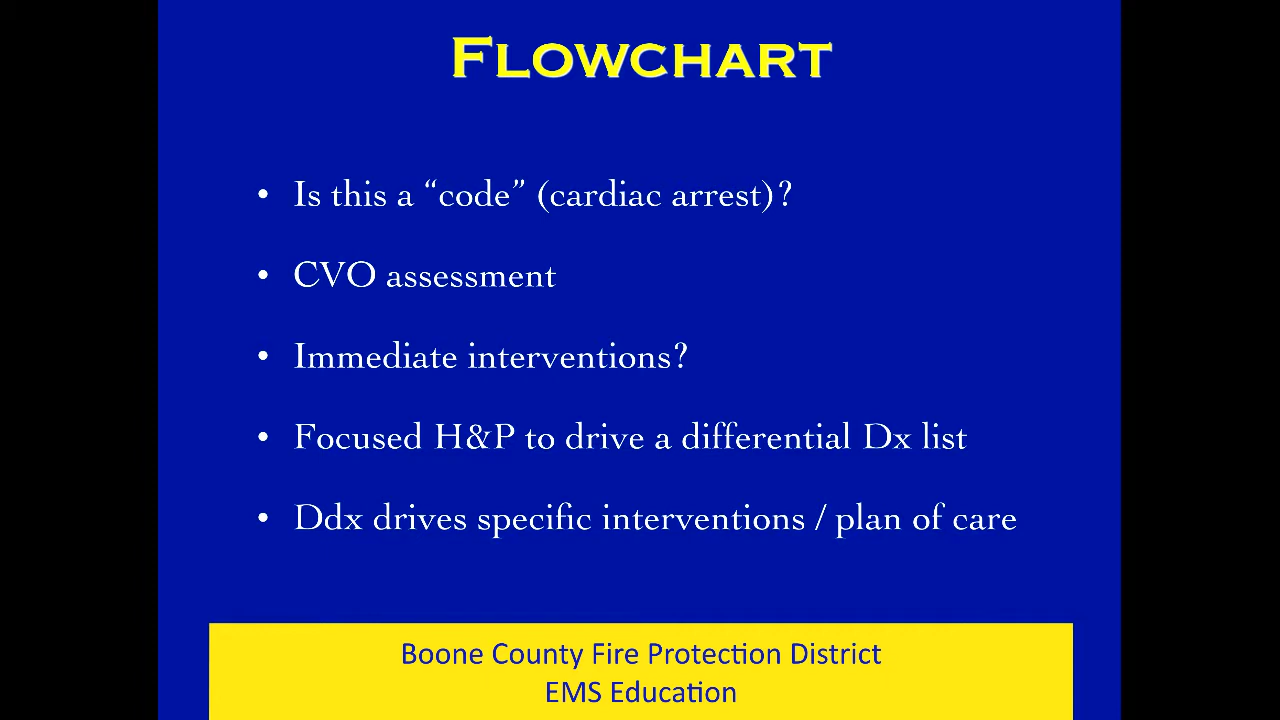 FLOWCHART
• Is this a “code” (cardiac arrest)?
• CVO assessment
• Immediate interventions?
• Focused H&P to drive a differential Dx list
• Ddx drives specific interventions / plan of care
Boone County Fire Protection District
EMS Education